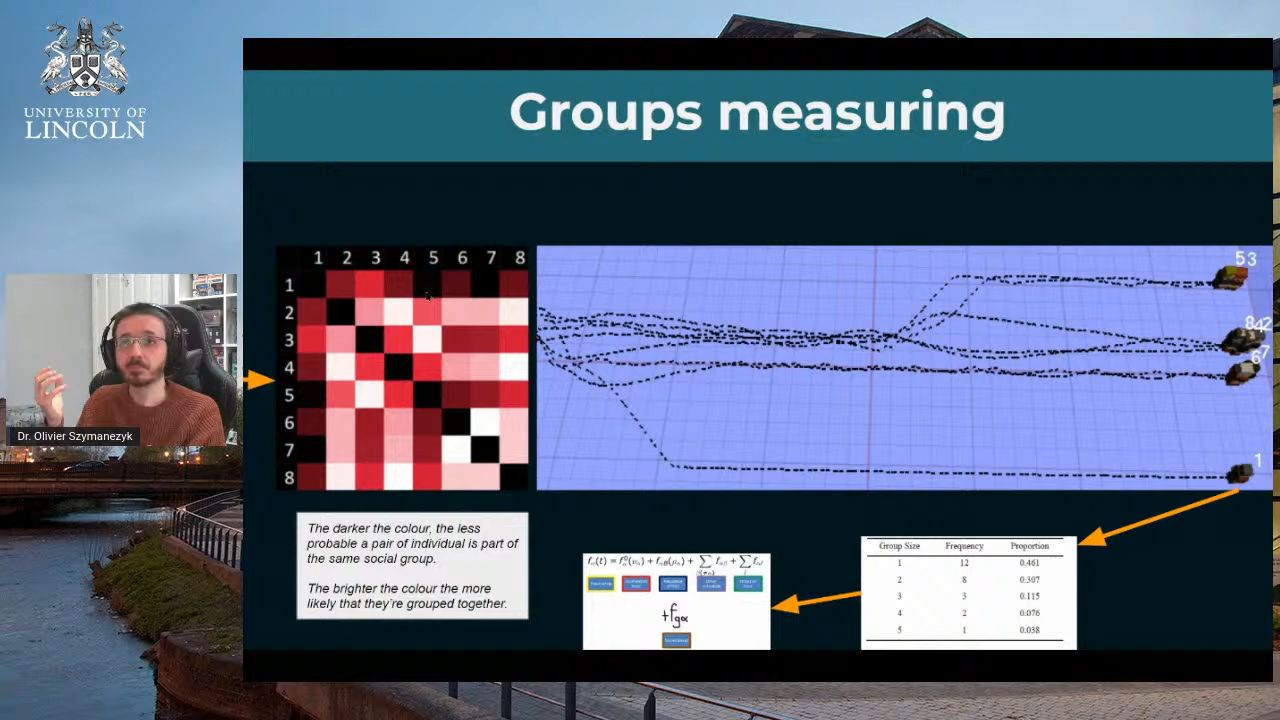 UNIVERSITY OF
LINCOLN
Groups measuring
1 2 3 4 5 6 7 8
1
2
3
4
5
6
7
8
53
842
67
1
Dr. Olivier Szymanezyk
The darker the colour, the less
probable a pair of individual is part of
the same social group.
The brighter the colour the more
likely that they're grouped together.
+fgα
Group Size Frequency Proportion
1 12 0.461
2 8 0.307
3 3 0.115
4 2 0.076
5 1 0.038